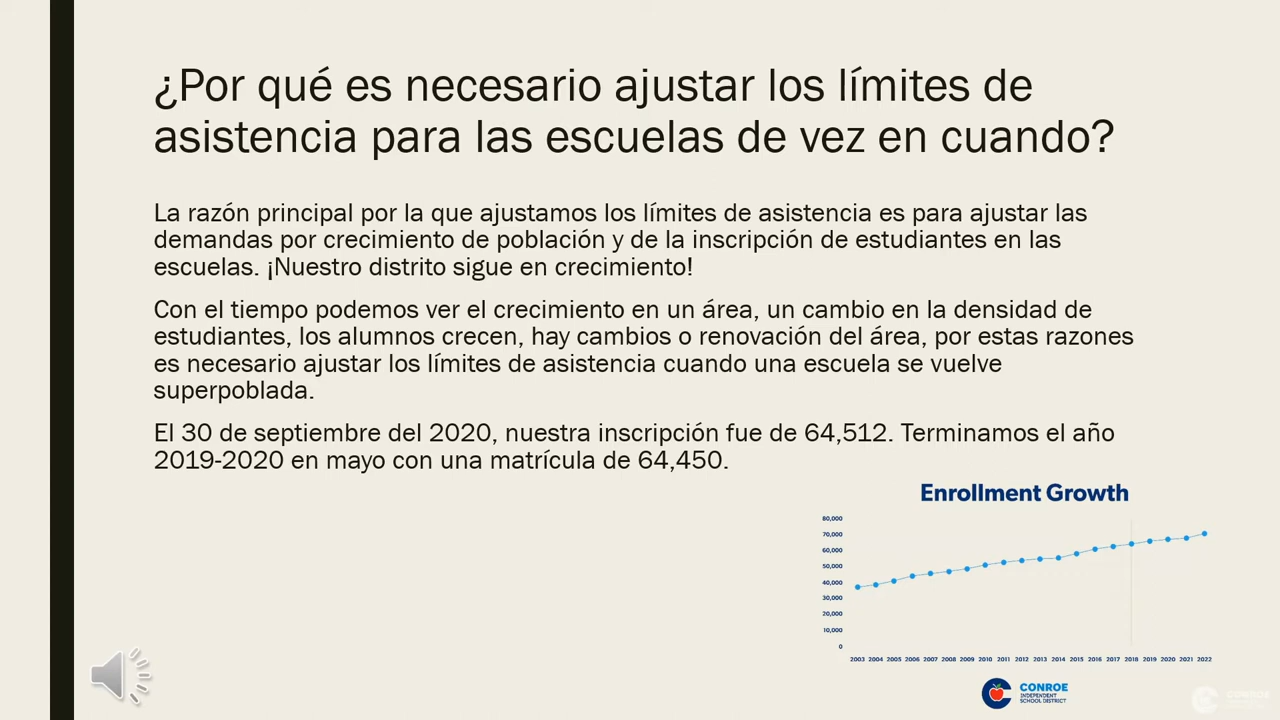 ¿Por qué es necesario ajustar los límites de
asistencia para las escuelas de vez en cuando?
La razón principal por la que ajustamos los límites de asistencia es para ajustar las
demandas por crecimiento de población y de la inscripción de estudiantes en las
escuelas. ¡Nuestro distrito sigue en crecimiento!
Con el tiempo podemos ver el crecimiento en un área, un cambio en la densidad de
estudiantes, los alumnos crecen, hay cambios o renovación del área, por estas razones
es necesario ajustar los límites de asistencia cuando una escuela se vuelve
superpoblada.
El 30 de septiembre del 2020, nuestra inscripción fue de 64,512. Terminamos el año
2019-2020 en mayo con una matrícula de 64,450.
Enrollment Growth
80,000
70,000
60,000
50,000
40,000
30,000
20,000
10,000
0
2003 2004 2005 2006 2007 2008 2009 2010 2011 2012 2013 2014 2015 2016 2017 2018 2019 2020 2021 2022
CONROE
INDEPENDENT
SCHOOL DISTRICT
CONROE